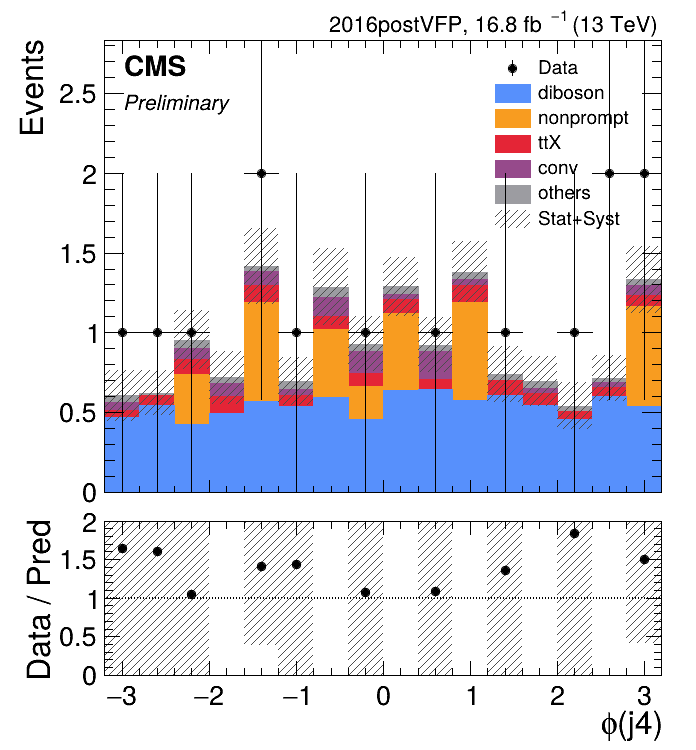 2016postVFP, 16.8 fb ⁻¹ (13 TeV)
CMS
Preliminary
Events
Data
diboson
nonprompt
ttX
conv
others
Stat+Syst
2.5
2
1.5
1
0.5
0
Data / Pred
2
1.5
1
0.5
0
−3 −2 −1 0 1 2 3
ϕ(j4)